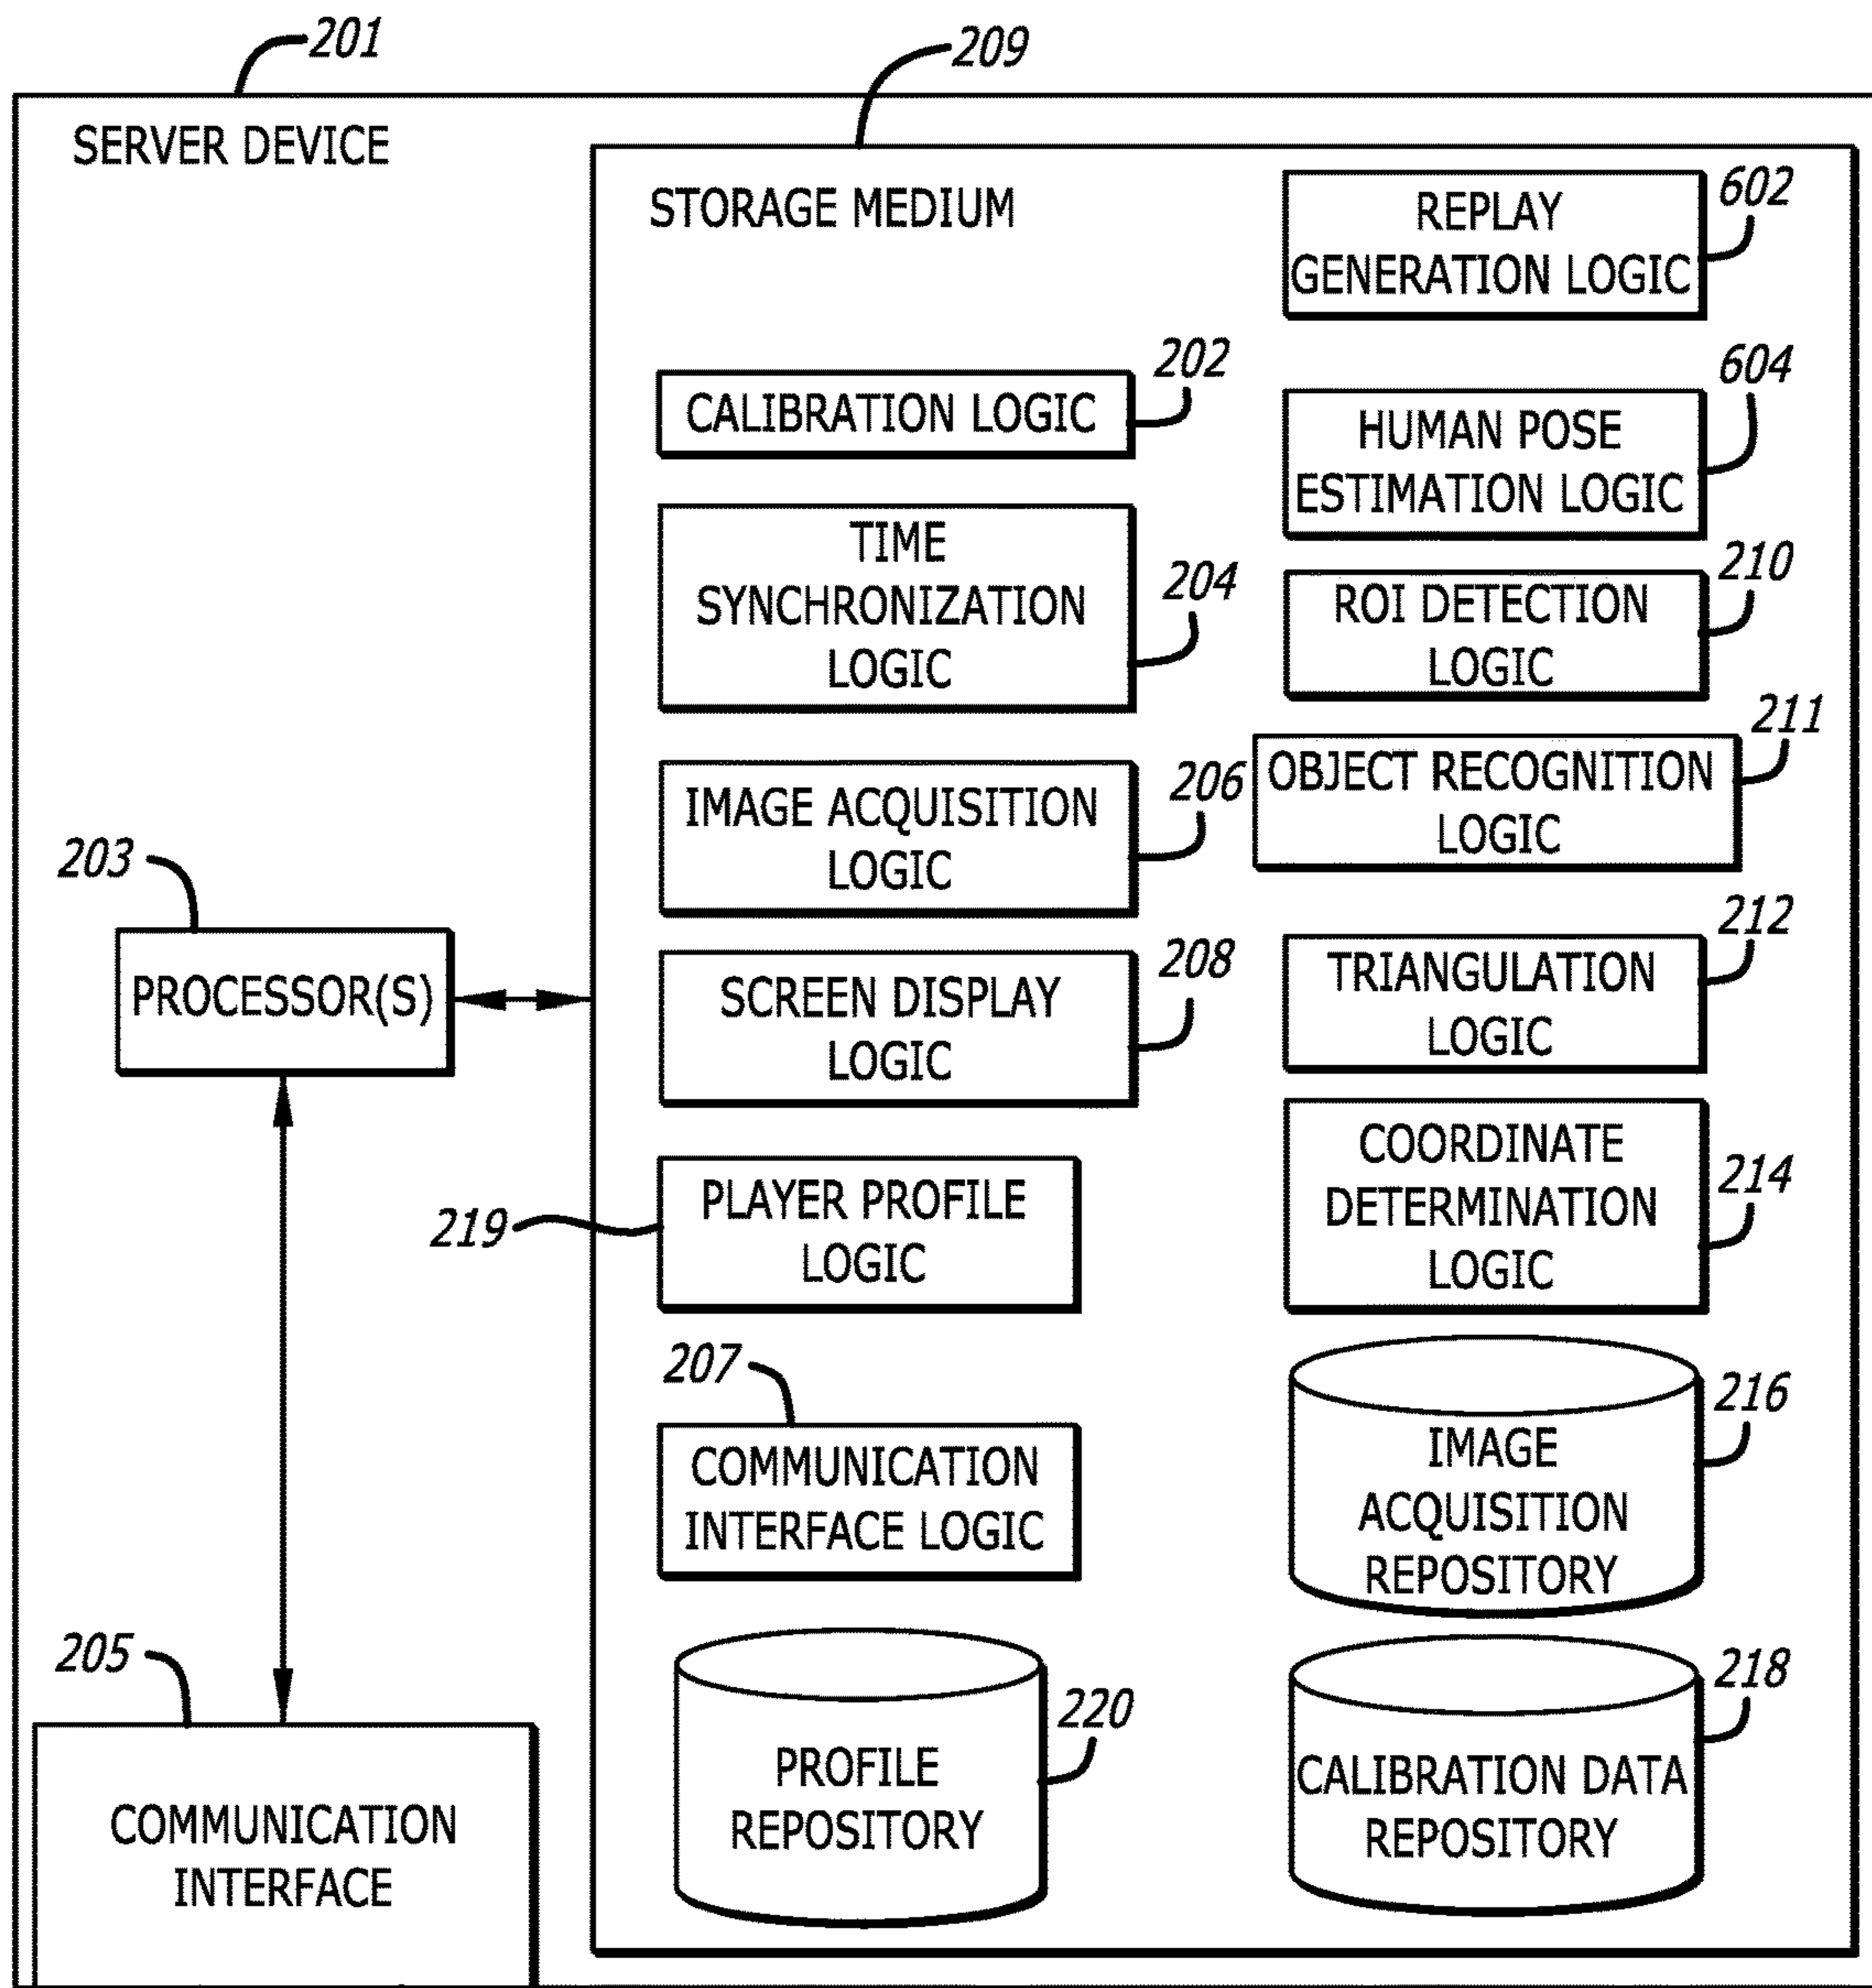 201
209
SERVER DEVICE
STORAGE MEDIUM
REPLAY
GENERATION LOGIC
602
CALIBRATION LOGIC
202
HUMAN POSE
ESTIMATION LOGIC
604
TIME
SYNCHRONIZATION
LOGIC
204
ROI DETECTION
LOGIC
210
IMAGE ACQUISITION
LOGIC
206
OBJECT RECOGNITION
LOGIC
211
203
PROCESSOR(S)
SCREEN DISPLAY
LOGIC
208
TRIANGULATION
LOGIC
212
219
PLAYER PROFILE
LOGIC
COORDINATE
DETERMINATION
LOGIC
214
207
COMMUNICATION
INTERFACE LOGIC
IMAGE
ACQUISITION
REPOSITORY
216
205
COMMUNICATION
INTERFACE
PROFILE
REPOSITORY
220
CALIBRATION DATA
REPOSITORY
218